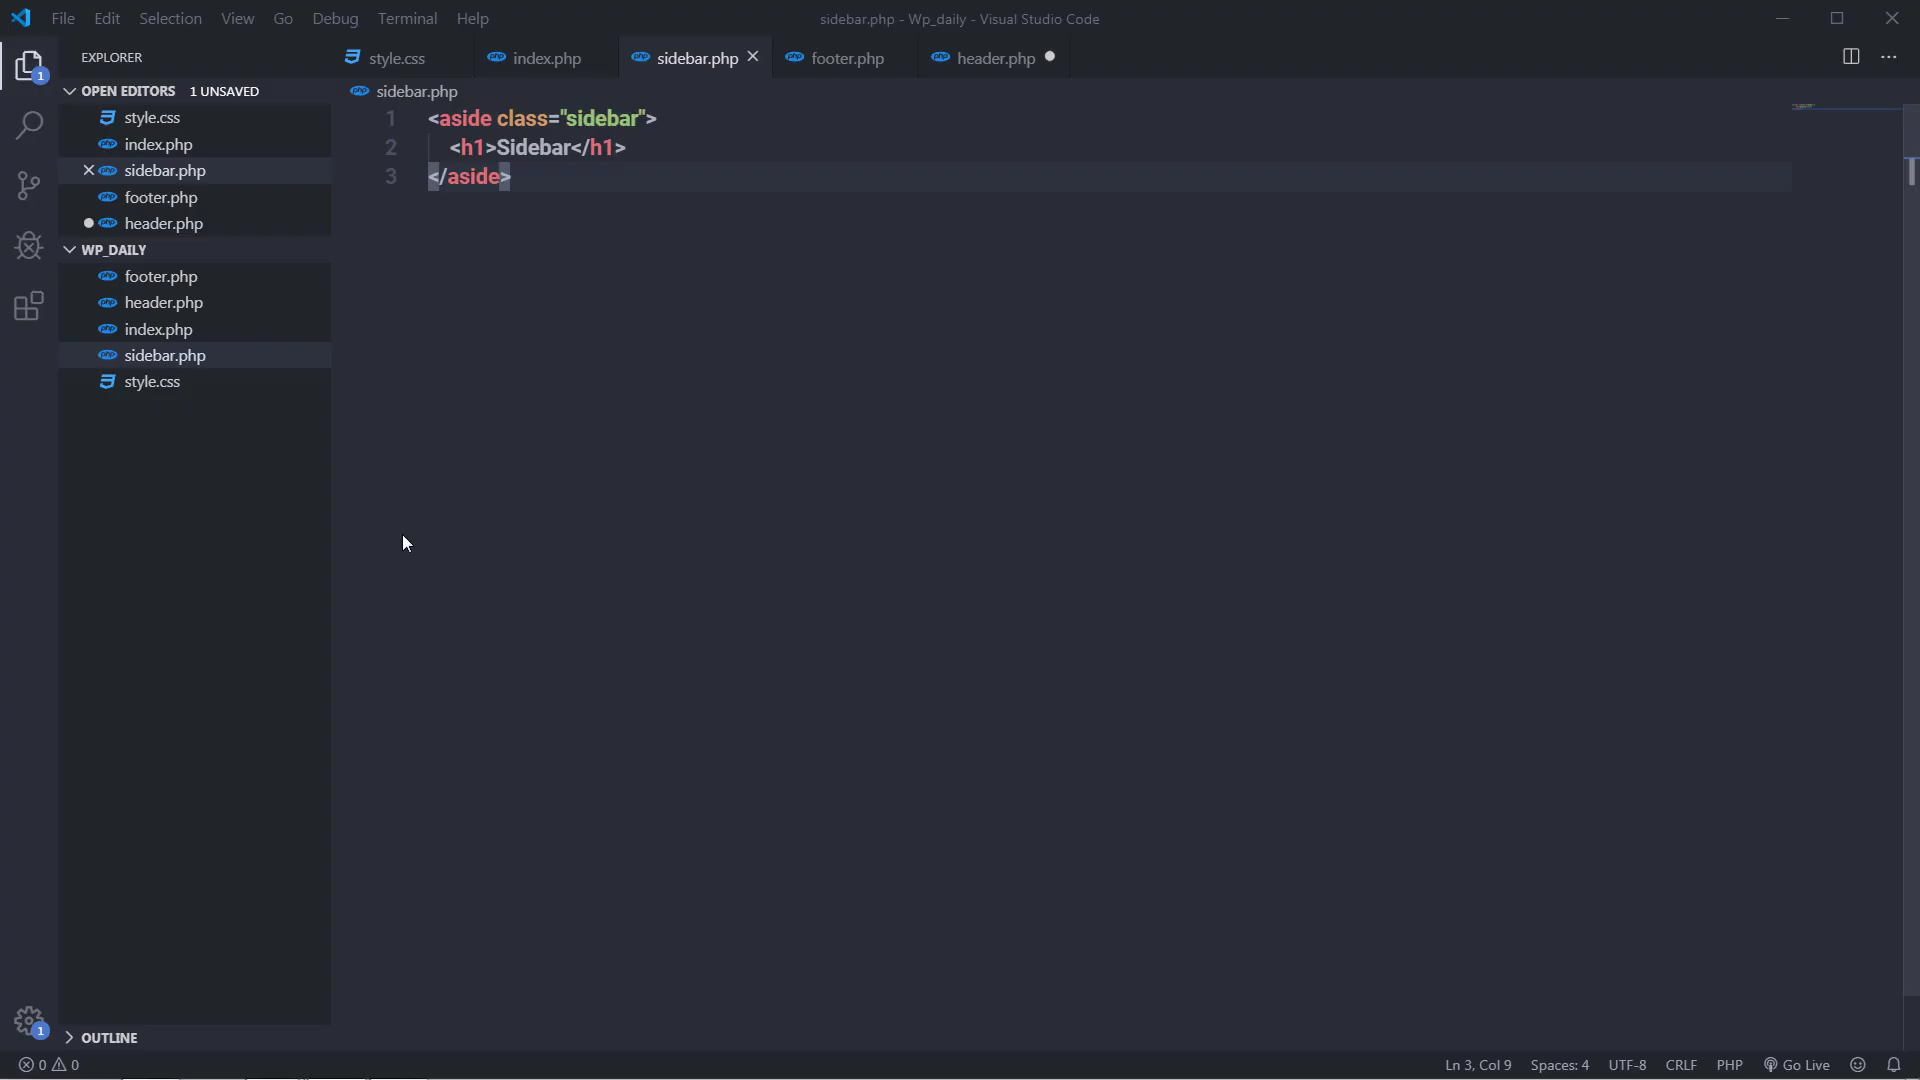 File Edit Selection View Go Debug Terminal Help
sidebar.php - Wp_daily - Visual Studio Code
EXPLORER
style.css index.php sidebar.php footer.php header.php
OPEN EDITORS 1 UNSAVED
style.css
index.php
sidebar.php
footer.php
header.php
WP_DAILY
footer.php
header.php
index.php
sidebar.php
style.css
OUTLINE
sidebar.php
1 <aside class="sidebar">
2 <h1>Sidebar</h1>
3 </aside>
1
1
0 0
Ln 3, Col 9 Spaces: 4 UTF-8 CRLF PHP Go Live